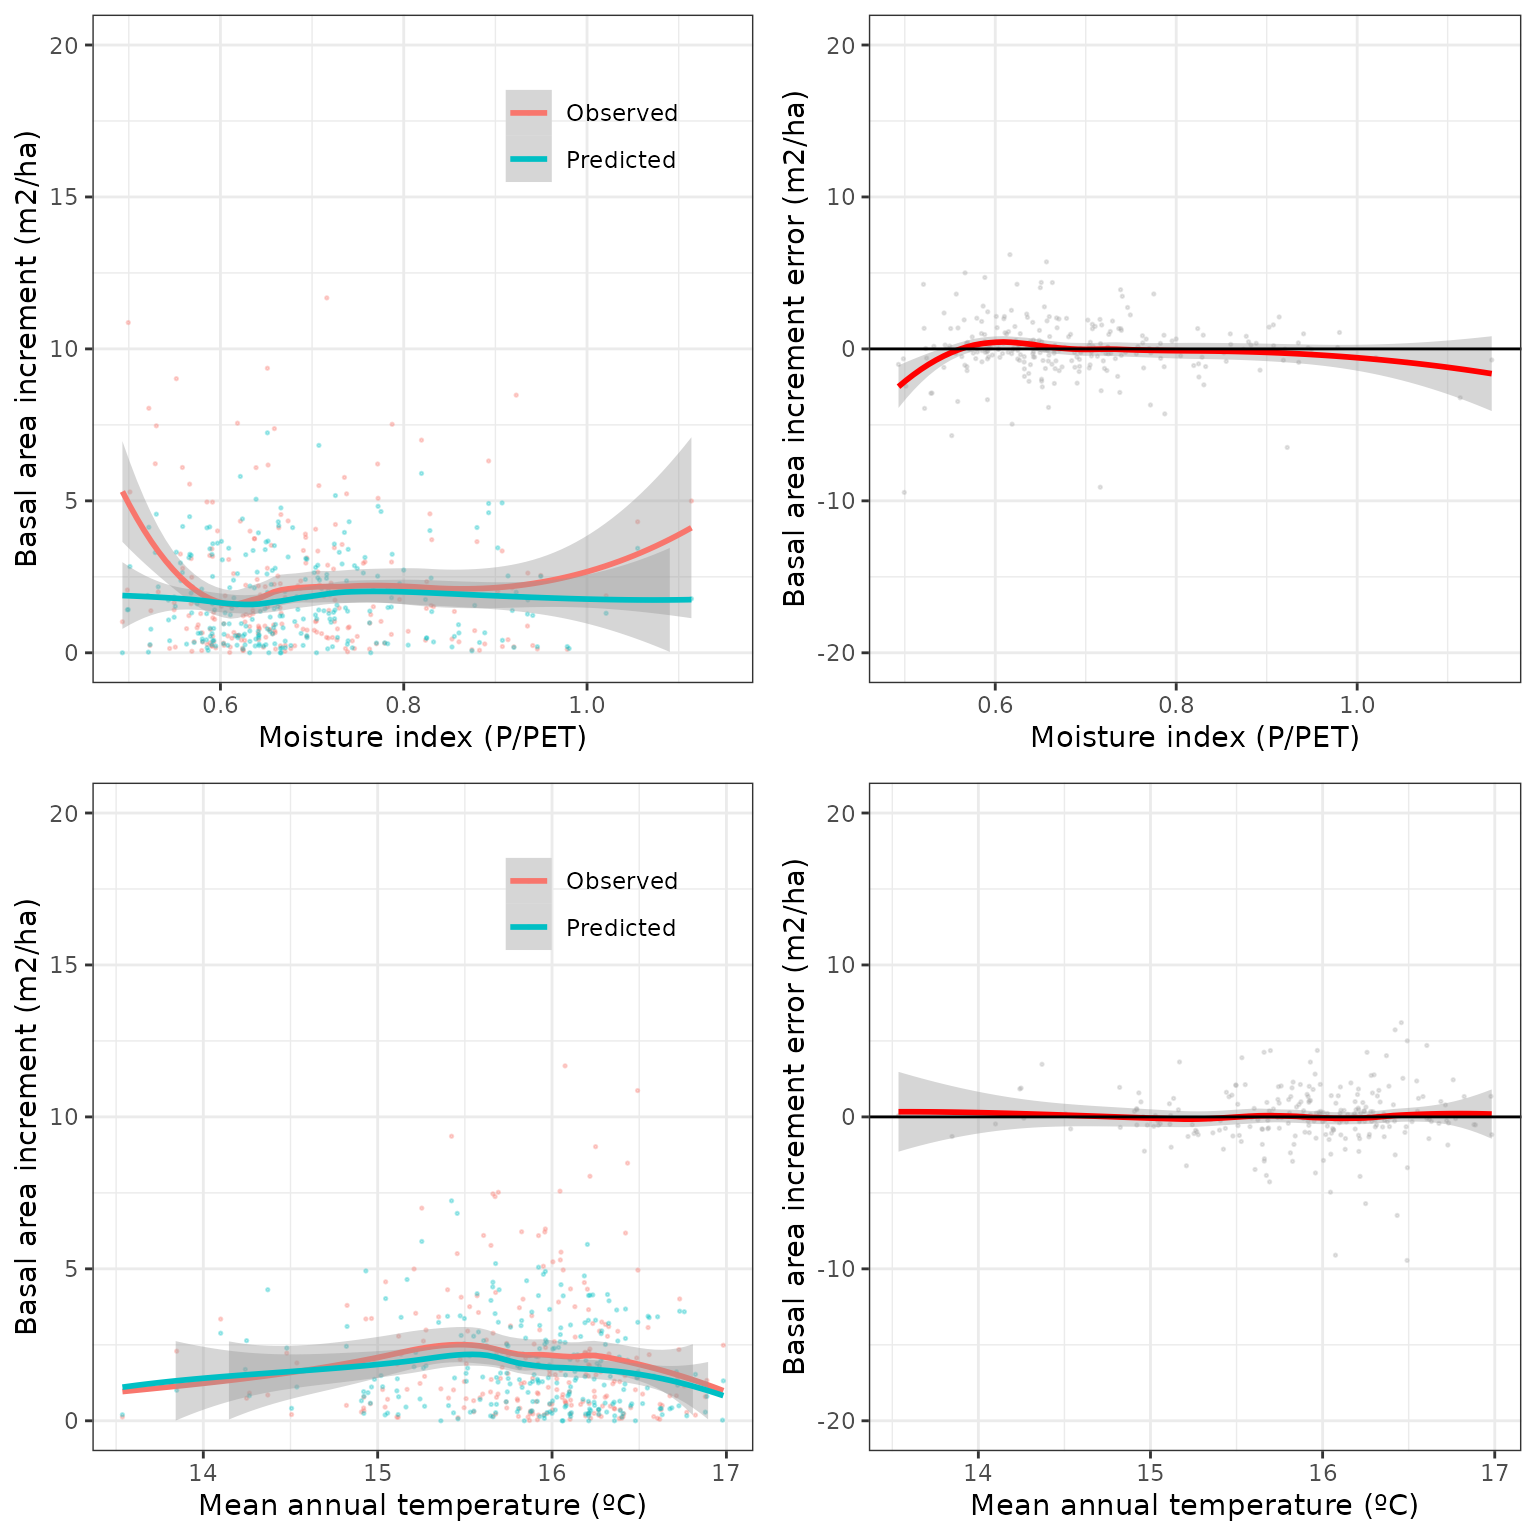 Basal area increment (m2/ha)
20
15
10
5
0
Observed
Predicted
0.6 0.8 1.0
Moisture index (P/PET)
Basal area increment error (m2/ha)
20
10
0
-10
-20
0.6 0.8 1.0
Moisture index (P/PET)
Basal area increment (m2/ha)
20
15
10
5
0
Observed
Predicted
14 15 16 17
Mean annual temperature (ºC)
Basal area increment error (m2/ha)
20
10
0
-10
-20
14 15 16 17
Mean annual temperature (ºC)